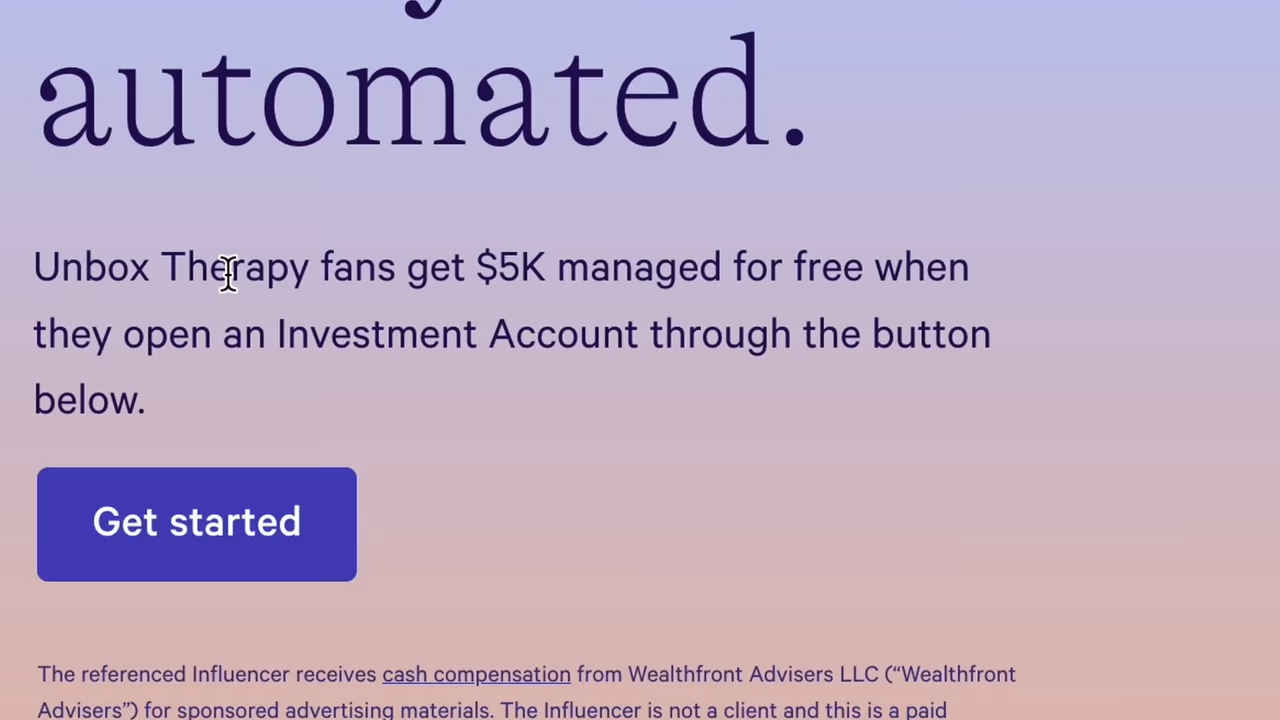 automated.
Unbox Therapy fans get $5K managed for free when
they open an Investment Account through the button
below.
Get started
The referenced Influencer receives cash compensation from Wealthfront Advisers LLC (“Wealthfront
Advisers”) for sponsored advertising materials. The Influencer is not a client and this is a paid